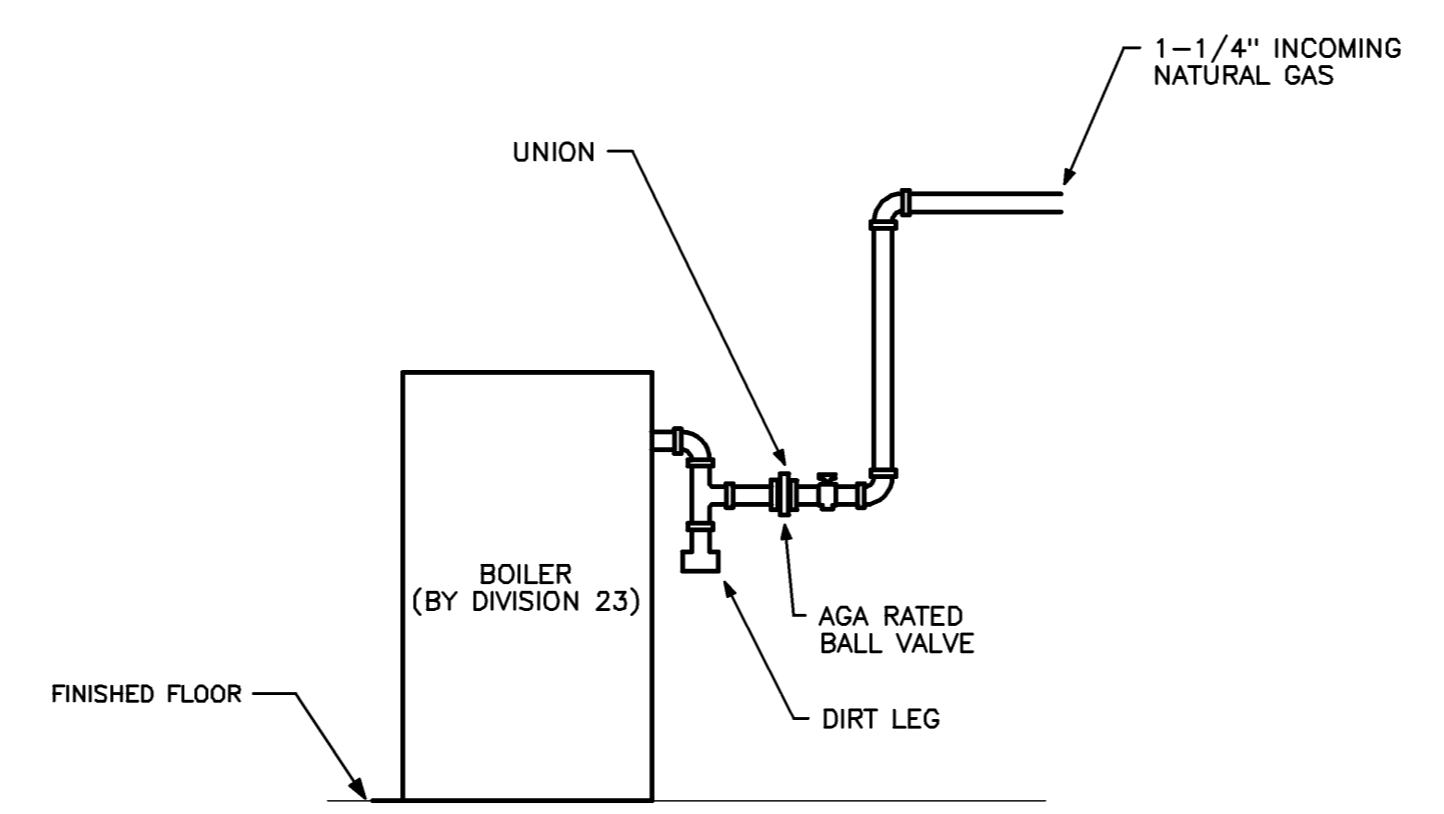 1-1/4" INCOMING
NATURAL GAS
UNION
BOILER
(BY DIVISION 23)
AGA RATED
BALL VALVE
FINISHED FLOOR
DIRT LEG